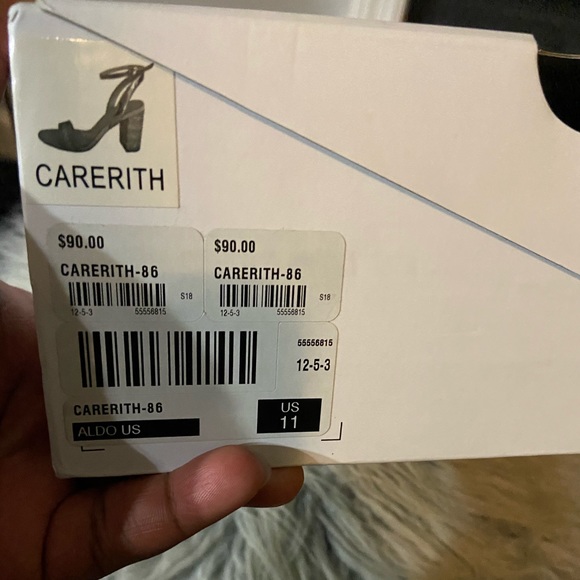 CARERITH
$90.00
CARERITH-86
S18
12-5-3 55556815
$90.00
CARERITH-86
S18
12-5-3 55556815
55556815
12-5-3
CARERITH-86
ALDO US
US
11